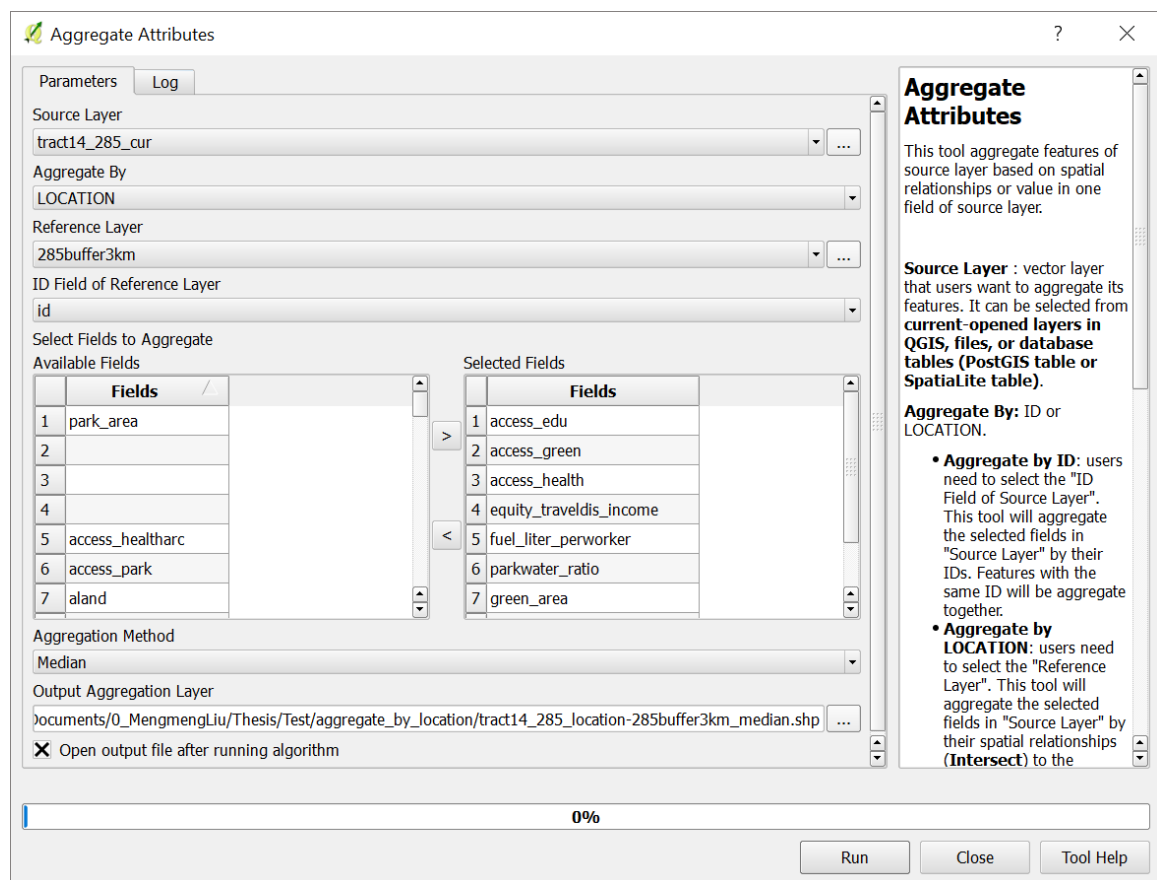 Aggregate Attributes
?
Parameters
Log
Source Layer
tract14_285_cur
...
Aggregate By
LOCATION
Reference Layer
285buffer3km
...
ID Field of Reference Layer
id
Select Fields to Aggregate
Available Fields
Fields
1 park_area
2
3
4
5 access_healtharc
6 access_park
7 aland
>
<
Selected Fields
Fields
1 access_edu
2 access_green
3 access_health
4 equity_traveldis_income
5 fuel_liter_perworker
6 parkwater_ratio
7 green_area
Aggregation Method
Median
Output Aggregation Layer
Documents/0_MengmengLiu/Thesis/Test/aggregate_by_location/tract14_285_location-285buffer3km_median.shp
...
Open output file after running algorithm
Aggregate
Attributes
This tool aggregate features of
source layer based on spatial
relationships or value in one
field of source layer.
Source Layer : vector layer
that users want to aggregate its
features. It can be selected from
current-opened layers in
QGIS, files, or database
tables (PostGIS table or
SpatiaLite table).
Aggregate By: ID or
LOCATION.
• Aggregate by ID: users
need to select the "ID
Field of Source Layer".
This tool will aggregate
the selected fields in
"Source Layer" by their
IDs. Features with the
same ID will be aggregate
together.
• Aggregate by
LOCATION: users need
to select the "Reference
Layer". This tool will
aggregate the selected
fields in "Source Layer" by
their spatial relationships
(Intersect) to the
0%
Run
Close
Tool Help